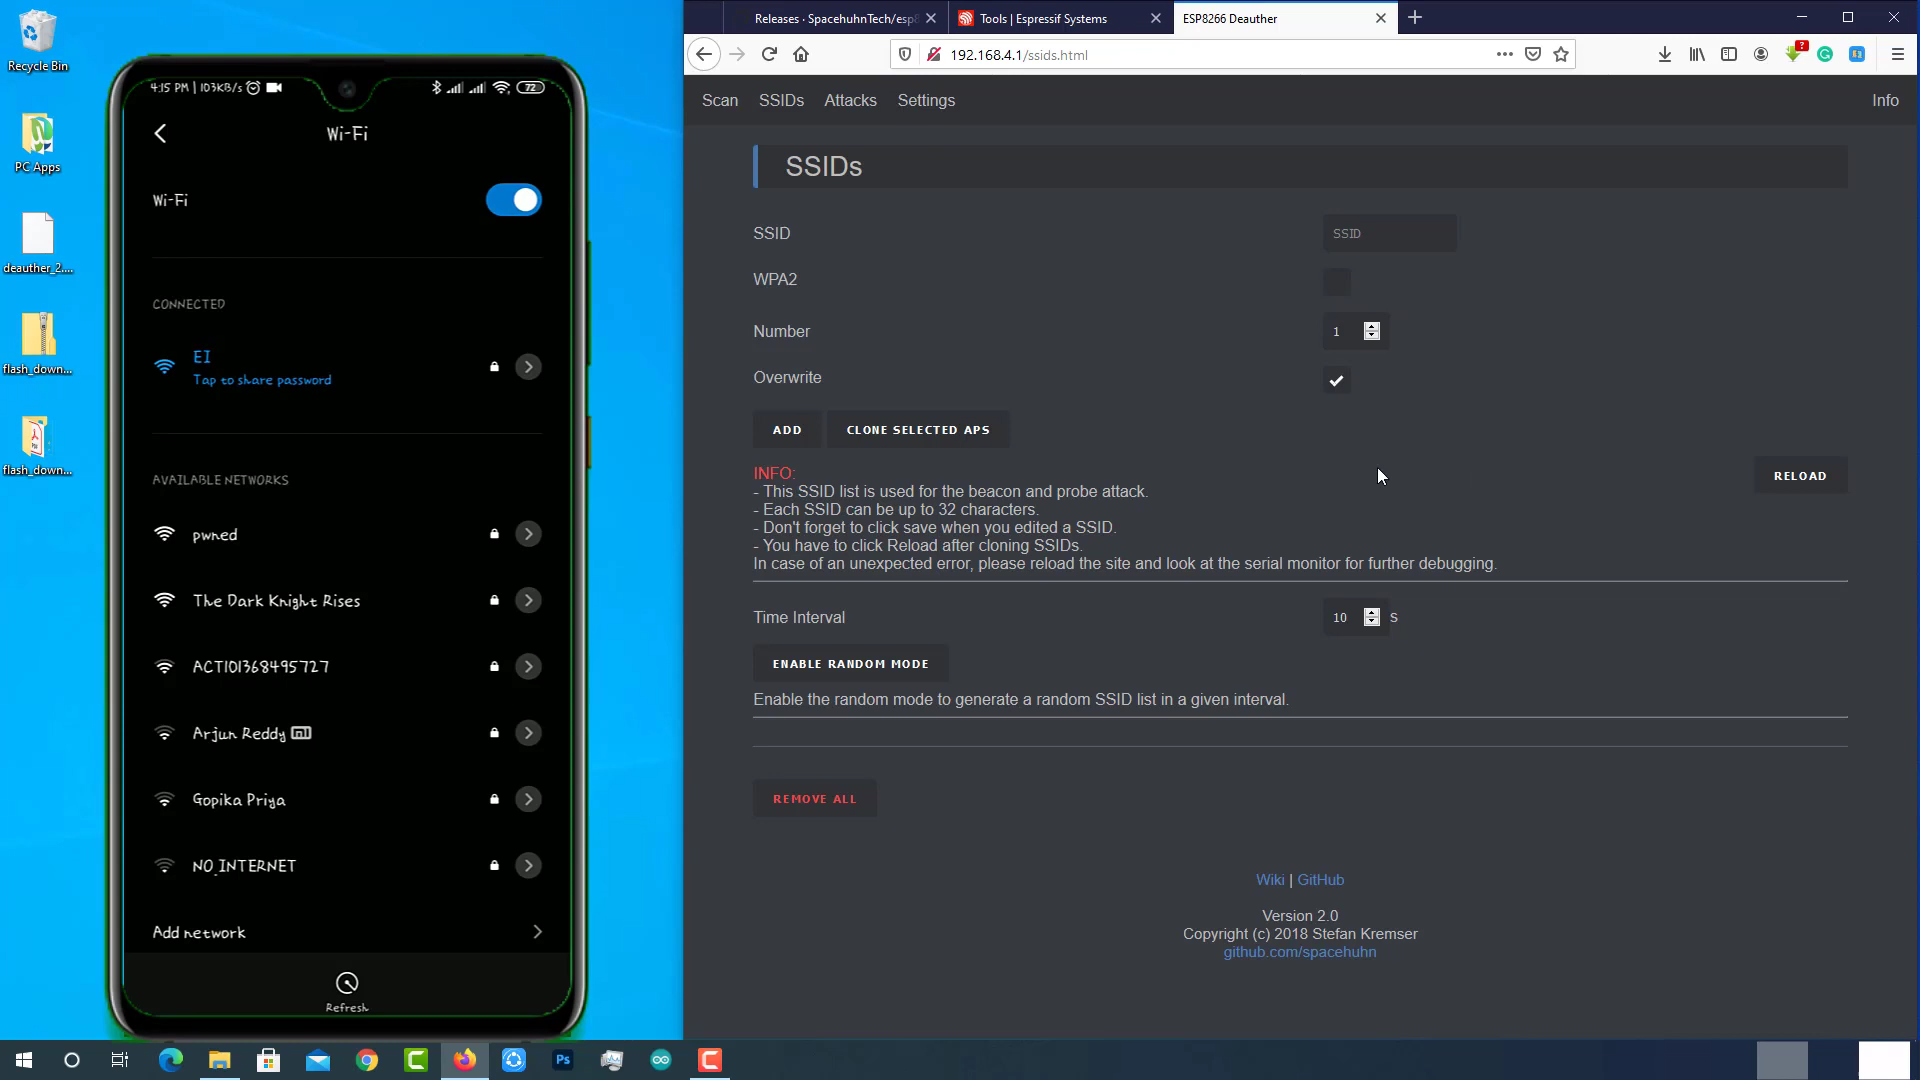 Recycle Bin
PC Apps
deauther_2....
flash_down...
flash_down...
4:15 PM | 103KB/s
72
Wi-Fi
Wi-Fi
CONNECTED
EI
Tap to share password
AVAILABLE NETWORKS
pwned
The Dark Knight Rises
ACT101368495727
Arjun Reddy
Gopika Priya
NO_INTERNET
Add network
Refresh
Releases · SpacehuhnTech/esp8
Tools | Espressif Systems
ESP8266 Deauther
192.168.4.1/ssids.html
Scan
SSIDs
Attacks
Settings
Info
SSIDs
SSID
SSID
WPA2
Number
1
Overwrite
ADD
CLONE SELECTED APS
INFO:
- This SSID list is used for the beacon and probe attack.
- Each SSID can be up to 32 characters.
- Don't forget to click save when you edited a SSID.
- You have to click Reload after cloning SSIDs.
In case of an unexpected error, please reload the site and look at the serial monitor for further debugging.
RELOAD
Time Interval
10
S
ENABLE RANDOM MODE
Enable the random mode to generate a random SSID list in a given interval.
REMOVE ALL
Wiki | GitHub
Version 2.0
Copyright (c) 2018 Stefan Kremser
github.com/spacehuhn
Ps